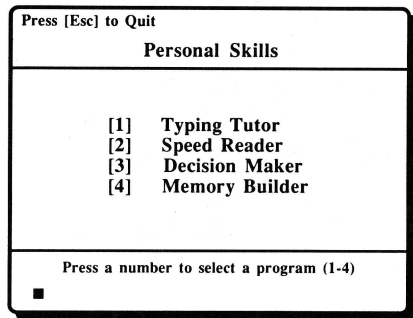 Press [Esc] to Quit
Personal Skills
[1] Typing Tutor
[2] Speed Reader
[3] Decision Maker
[4] Memory Builder
Press a number to select a program (1-4)